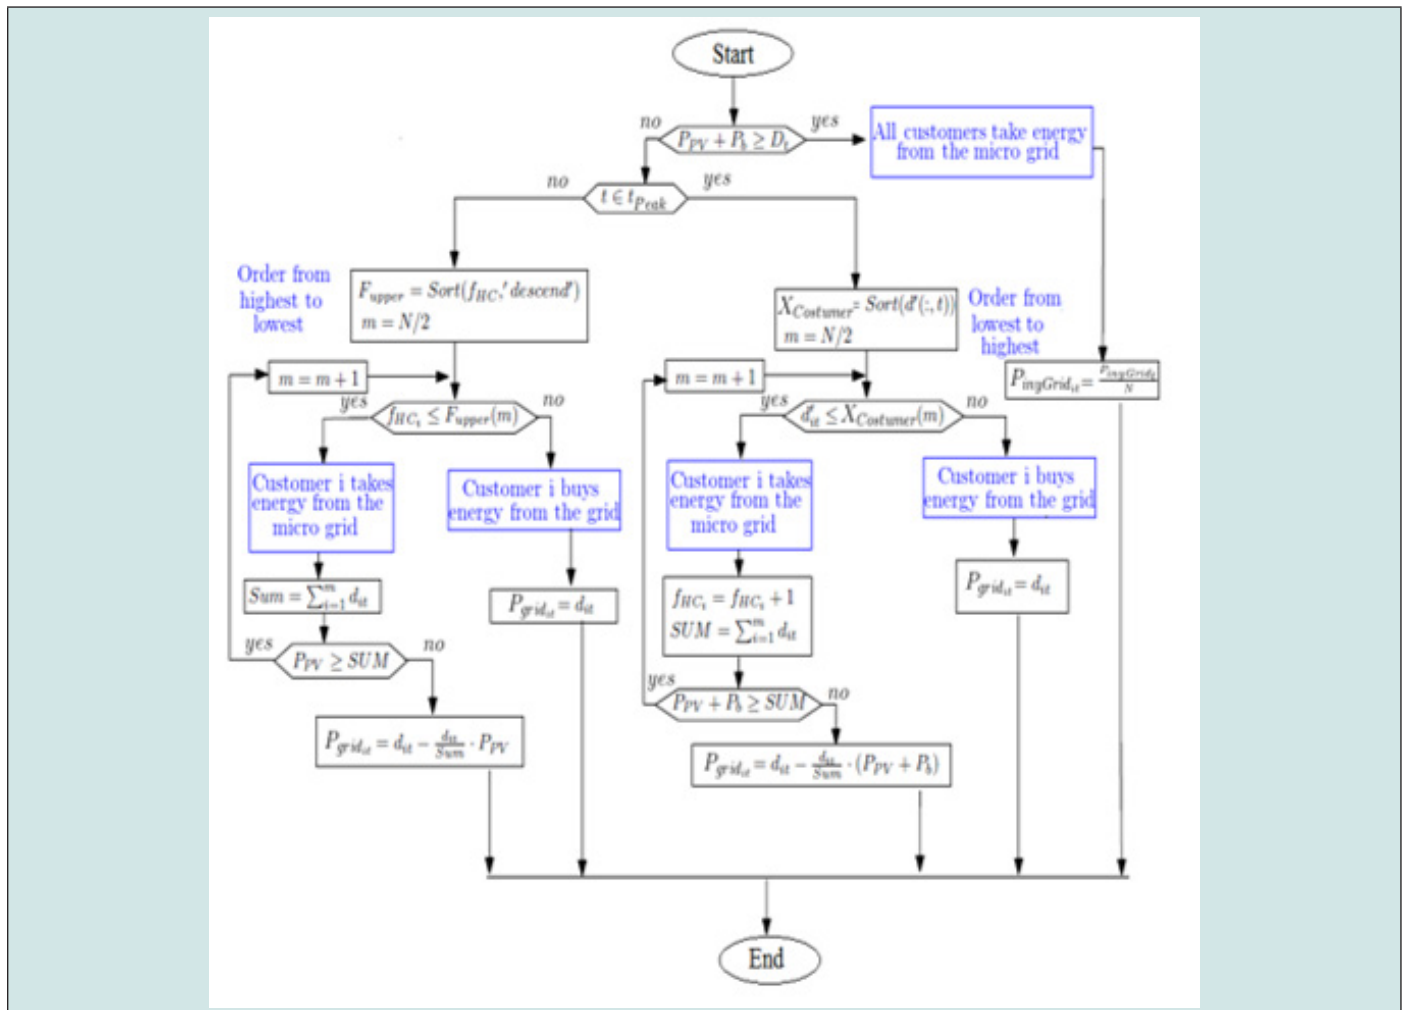 Start
no
yes
P_PV + P_b ≥ D_t
All customers take energy
from the micro grid
no
yes
t ∈ t_Peak
Order from
highest to
lowest
F_upper = Sort(f_HC,' descend')
m = N/2
X_Costumer = Sort(d^r(:,t))
m = N/2
Order from
lowest to
highest
m = m + 1
m = m + 1
P_inyGrid_it = P_inyGrid_t / N
yes
no
f_HC_i ≤ F_upper(m)
yes
no
d^r_it ≤ X_Costumer(m)
Customer i takes
energy from the
micro grid
Customer i buys
energy from the grid
Customer i takes
energy from the
micro grid
Customer i buys
energy from the grid
Sum = ∑_{i=1}^m d_it
P_grid_it = d_it
f_HC_i = f_HC_i + 1
SUM = ∑_{i=1}^m d_it
P_grid_it = d_it
yes
no
P_PV ≥ SUM
yes
no
P_PV + P_b ≥ SUM
P_grid_it = d_it − d_it/Sum · P_PV
P_grid_it = d_it − d_it/Sum · (P_PV + P_b)
End